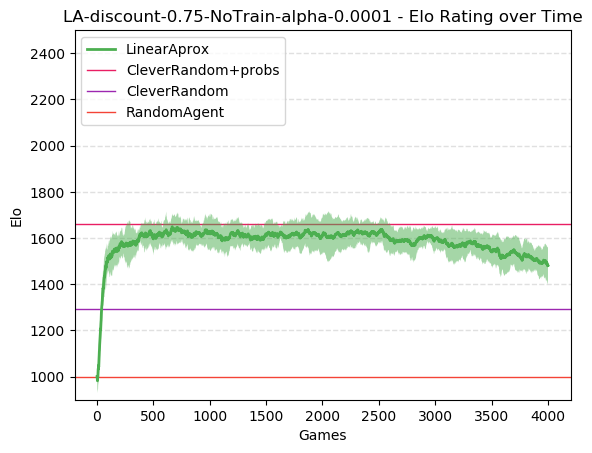 LA-discount-0.75-NoTrain-alpha-0.0001 - Elo Rating over Time
LinearAprox
CleverRandom+probs
CleverRandom
RandomAgent
Elo
2400
2200
2000
1800
1600
1400
1200
1000
0 500 1000 1500 2000 2500 3000 3500 4000
Games